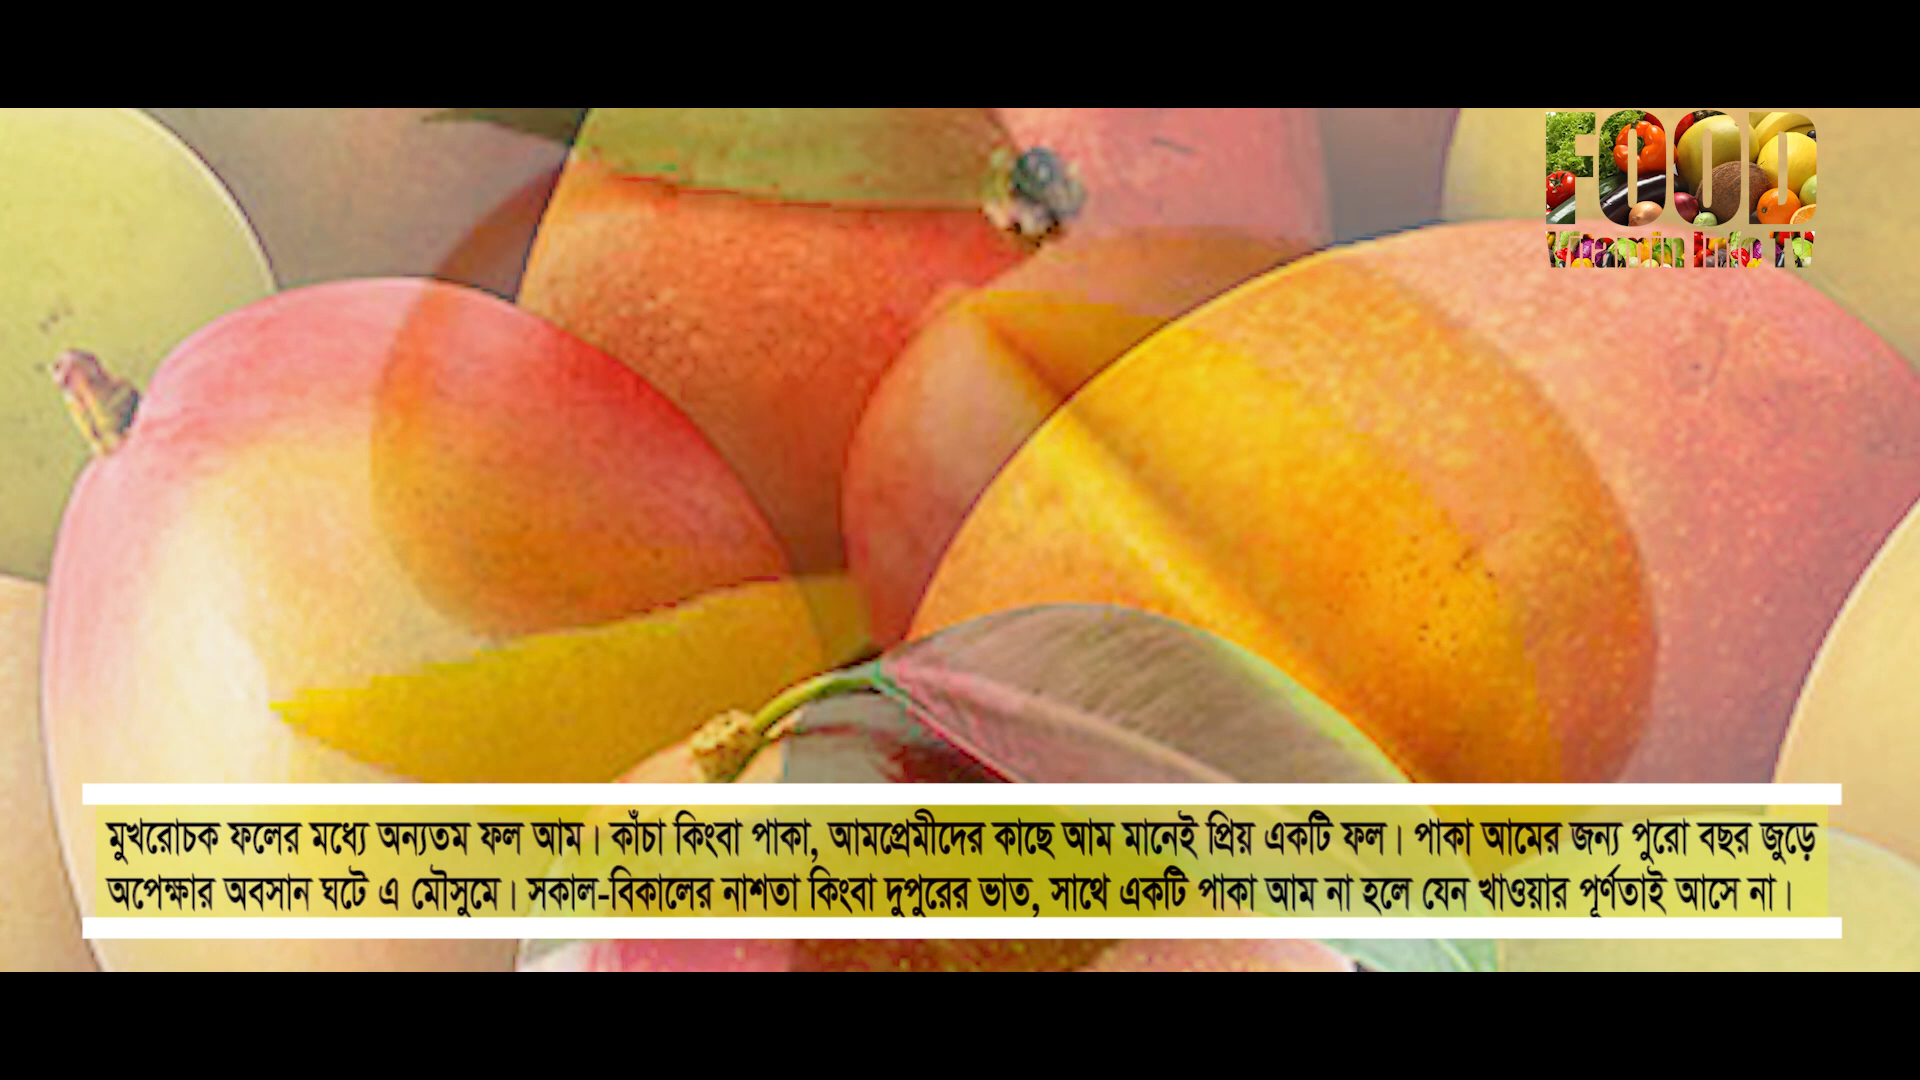 FOOD
Vitamin Info TV
মুখরোচক ফলের মধ্যে অন্যতম ফল আম। কাঁচা কিংবা পাকা, আমপ্রেমীদের কাছে আম মানেই প্রিয় একটি ফল। পাকা আমের জন্য পুরো বছর জুড়ে
অপেক্ষার অবসান ঘটে এ মৌসুমে। সকাল-বিকালের নাশতা কিংবা দুপুরের ভাত, সাথে একটি পাকা আম না হলে যেন খাওয়ার পূর্ণতাই আসে না।